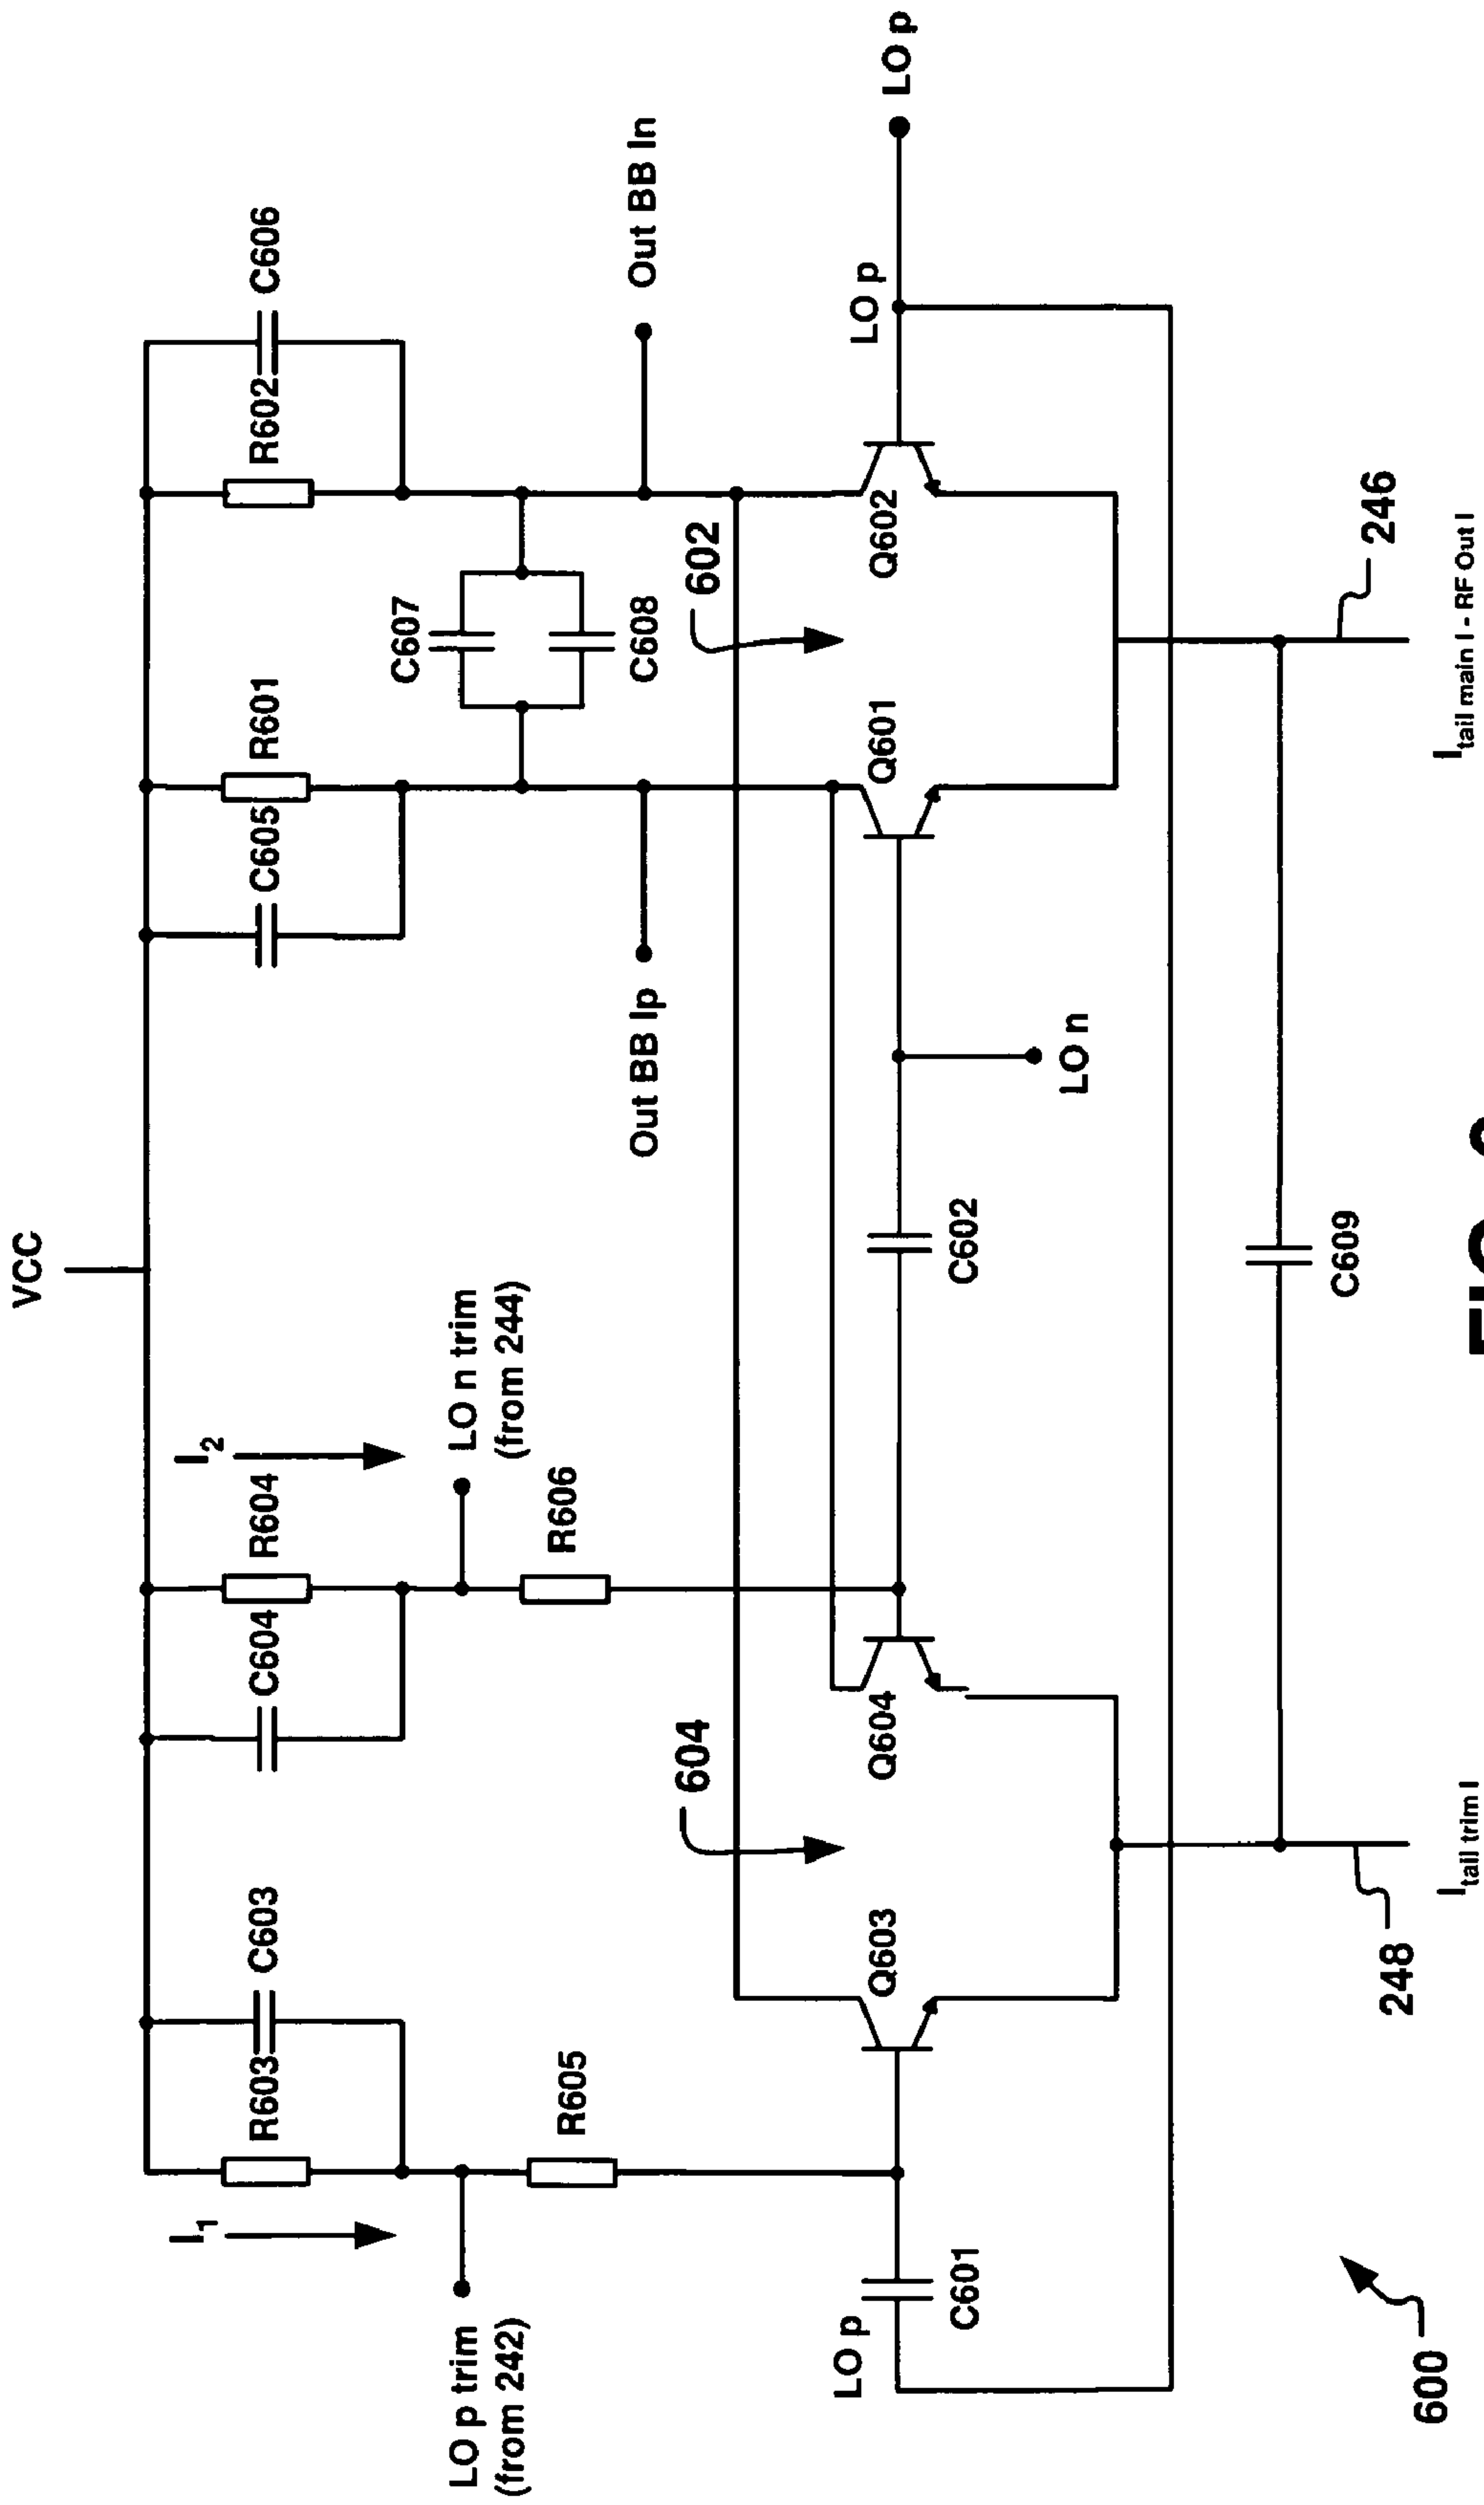 VCC
I1
R603
C603
C604
R604
I2
C605
R601
R602
C606
LO p trim
(from 242)
LO n trim
(from 244)
C607
R605
R606
Out BB Ip
C608
Out BB In
604
602
LO p
Q603
Q604
Q601
Q602
LO p
LO p
C601
C602
LO n
C609
600
248
246
Itail trim I
Itail main I - RF Out I